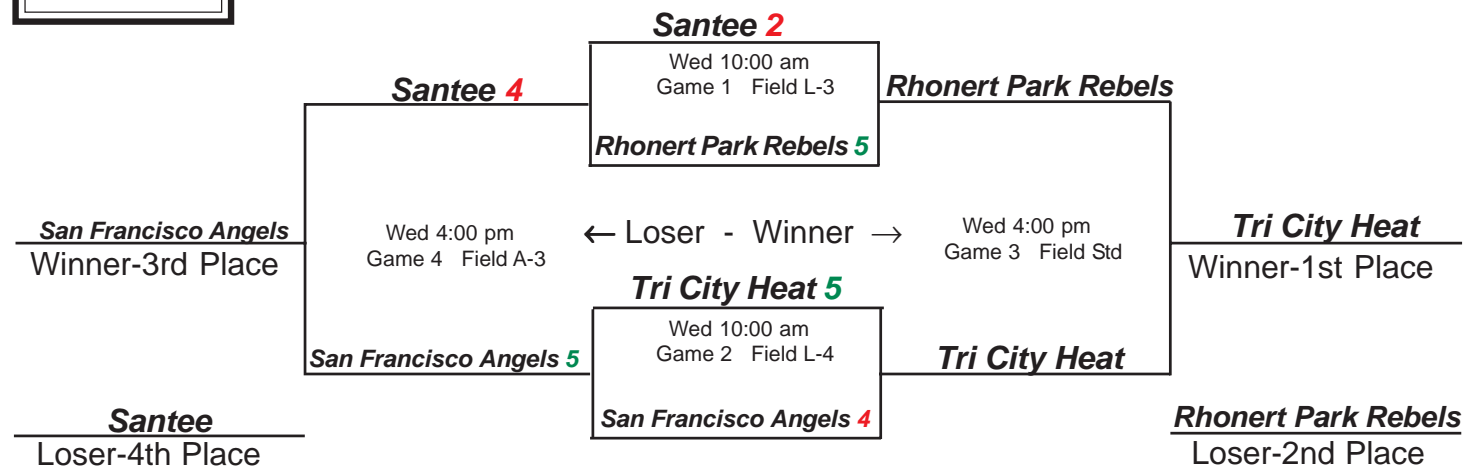 Santee 2
Wed 10:00 am
Game 1 Field L-3
Santee 4
Rhonert Park Rebels
Rhonert Park Rebels 5
San Francisco Angels
Winner-3rd Place
Wed 4:00 pm
Game 4 Field A-3
← Loser - Winner →
Wed 4:00 pm
Game 3 Field Std
Tri City Heat
Winner-1st Place
Tri City Heat 5
Wed 10:00 am
Game 2 Field L-4
San Francisco Angels 5
Tri City Heat
San Francisco Angels 4
Santee
Loser-4th Place
Rhonert Park Rebels
Loser-2nd Place